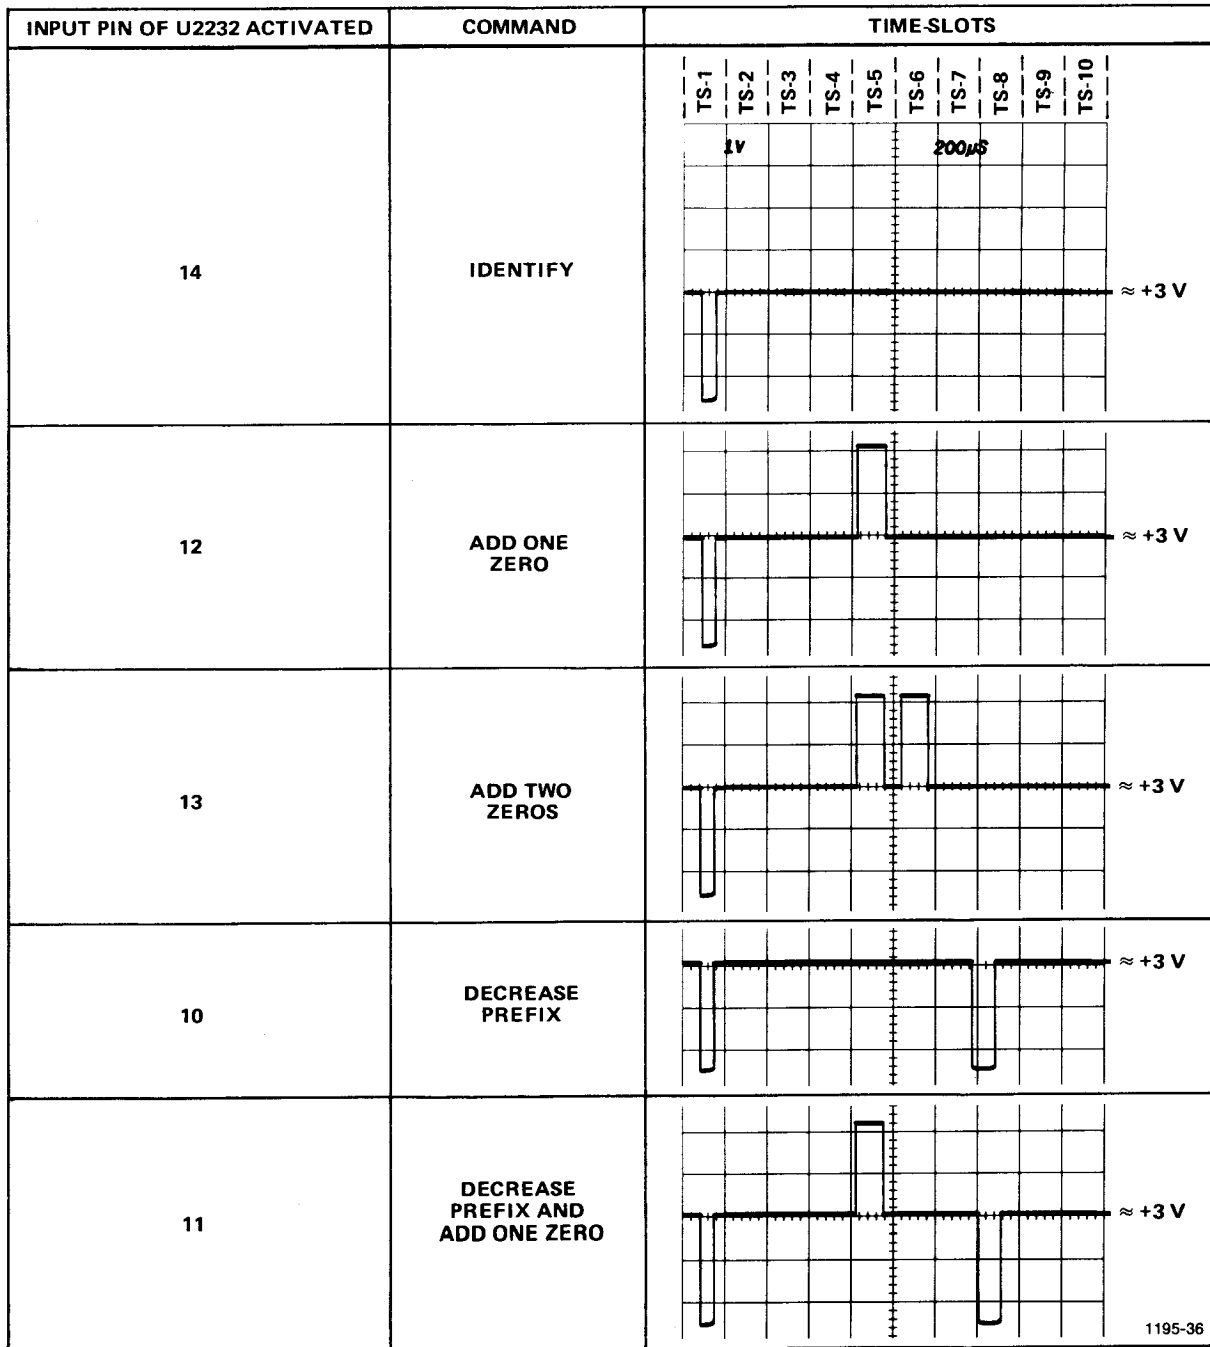 INPUT PIN OF U2232 ACTIVATED
COMMAND
TIME-SLOTS
TS-1
TS-2
TS-3
TS-4
TS-5
TS-6
TS-7
TS-8
TS-9
TS-10
1V
200µS
14
IDENTIFY
≈ +3 V
12
ADD ONE
ZERO
≈ +3 V
13
ADD TWO
ZEROS
≈ +3 V
10
DECREASE
PREFIX
≈ +3 V
11
DECREASE
PREFIX AND
ADD ONE ZERO
≈ +3 V
1195-36